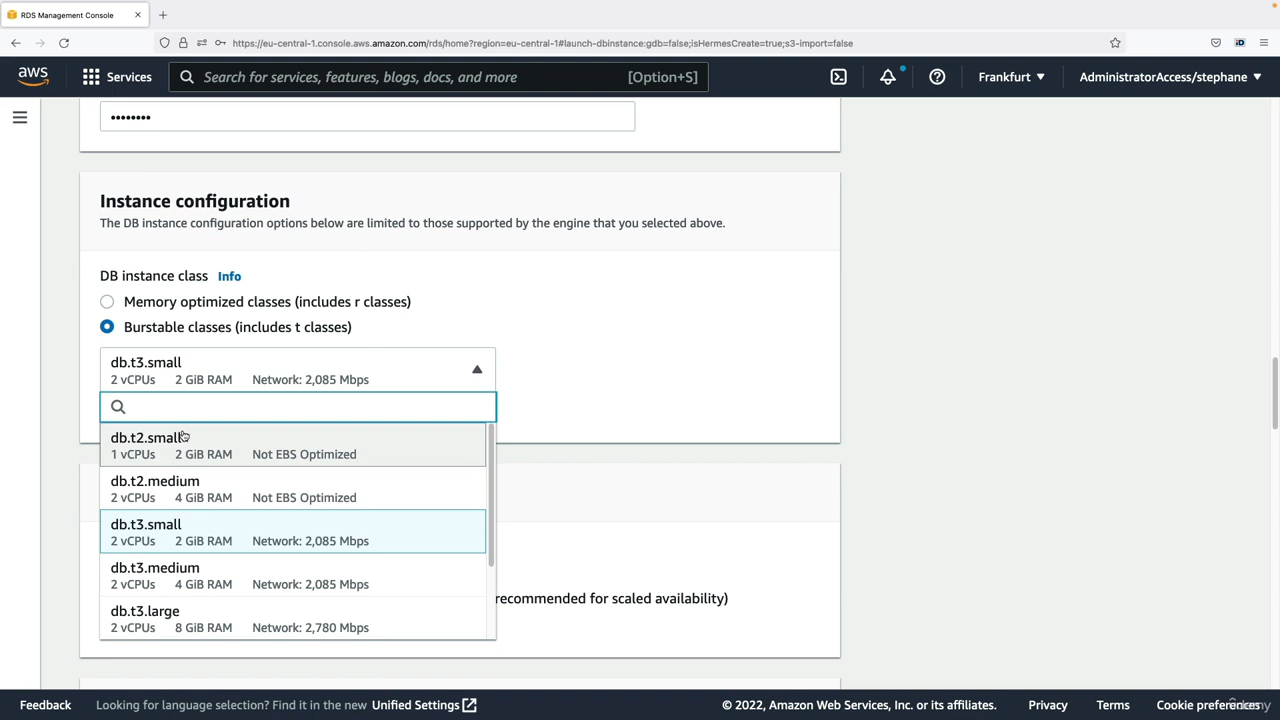 RDS Management Console
https://eu-central-1.console.aws.amazon.com/rds/home?region=eu-central-1#launch-dbinstance:gdb=false;isHermesCreate=true;s3-import=false
aws
Services
Search for services, features, blogs, docs, and more
[Option+S]
Frankfurt
AdministratorAccess/stephane
••••••••
Instance configuration
The DB instance configuration options below are limited to those supported by the engine that you selected above.
DB instance class Info
Memory optimized classes (includes r classes)
Burstable classes (includes t classes)
db.t3.small
2 vCPUs 2 GiB RAM Network: 2,085 Mbps
db.t2.small
1 vCPUs 2 GiB RAM Not EBS Optimized
db.t2.medium
2 vCPUs 4 GiB RAM Not EBS Optimized
db.t3.small
2 vCPUs 2 GiB RAM Network: 2,085 Mbps
db.t3.medium
2 vCPUs 4 GiB RAM Network: 2,085 Mbps
recommended for scaled availability)
db.t3.large
2 vCPUs 8 GiB RAM Network: 2,780 Mbps
Feedback
Looking for language selection? Find it in the new Unified Settings
© 2022, Amazon Web Services, Inc. or its affiliates.
Privacy
Terms
Cookie preferences